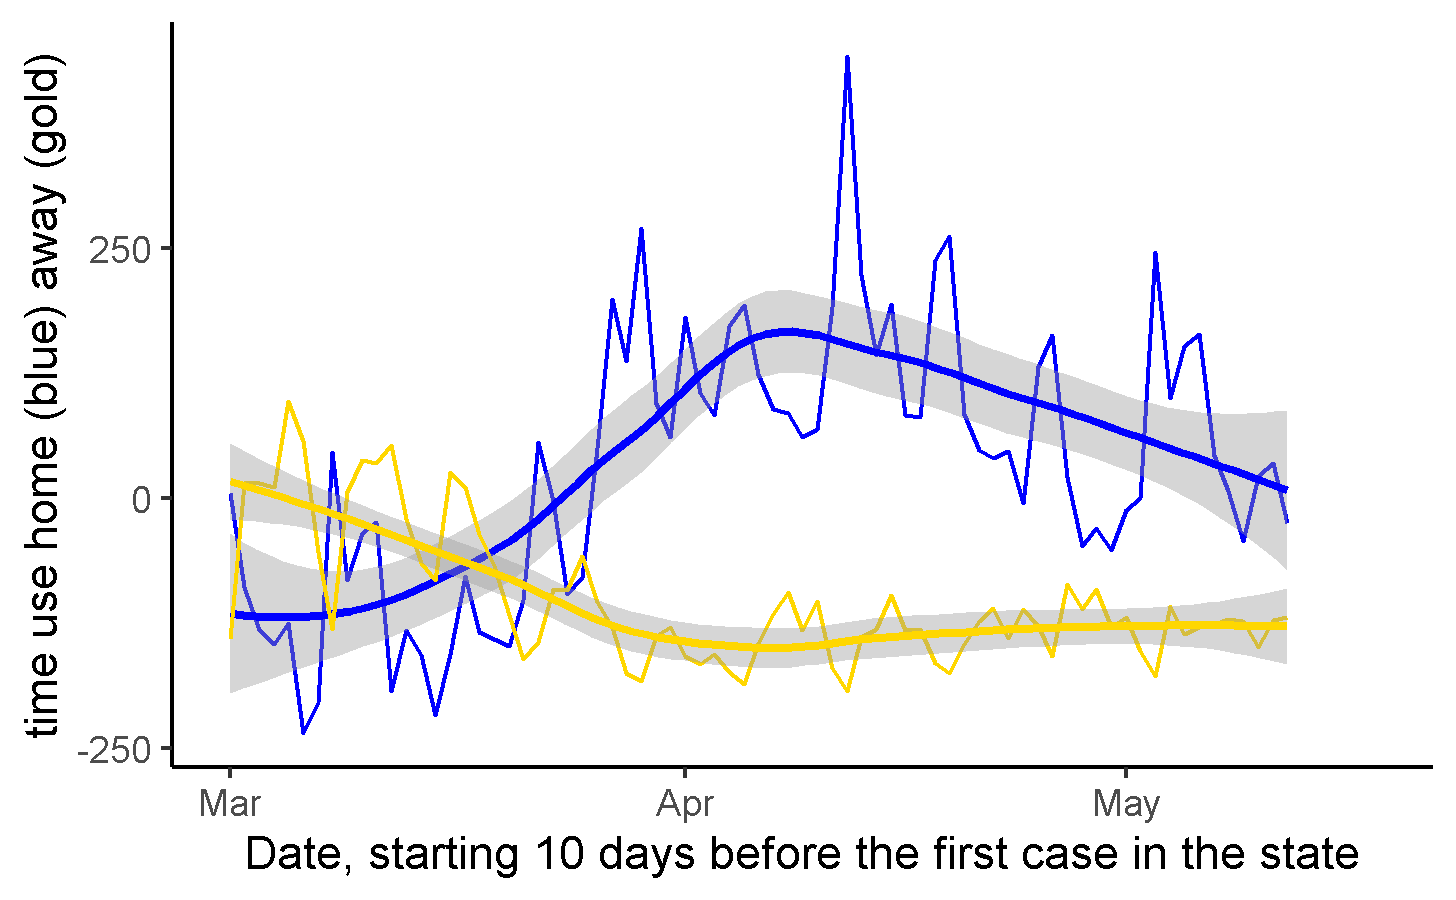 time use home (blue) away (gold)
250
0
-250
Mar
Apr
May
Date, starting 10 days before the first case in the state